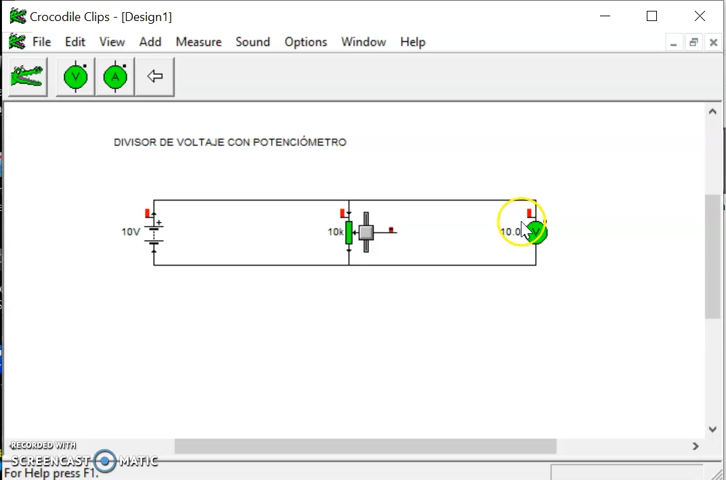 Crocodile Clips - [Design1]
File Edit View Add Measure Sound Options Window Help
V A
DIVISOR DE VOLTAJE CON POTENCIÓMETRO
10V 10k 10.0 V
RECORDED WITH
SCREENCAST MATIC
For Help press F1.